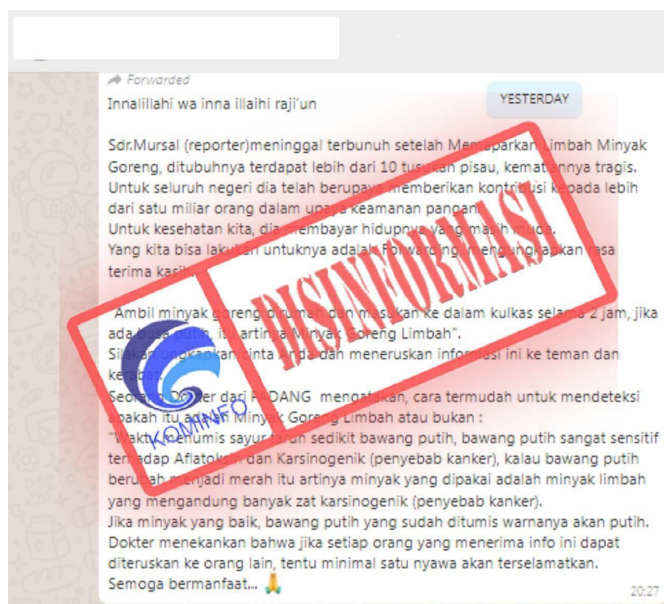 Forwarded
Innalillahi wa inna illaihi raji'un
YESTERDAY
Sdr.Mursal (reporter)meninggal terbunuh setelah Memaparkan Limbah Minyak
Goreng, ditubuhnya terdapat lebih dari 10 tusukan pisau, kematiannya tragis.
Untuk seluruh negeri dia telah berupaya memberikan kontribusi kepada lebih
dari satu miliar orang dalam upaya keamanan pangan.
Untuk kesehatan kita, dia membayar hidupnya yang masih muda.
Yang kita bisa lakukan untuknya adalah Forwarding, mengungkapkan rasa
terima kasih.
"Ambil minyak goreng dirumah dan masukan ke dalam kulkas selama 2 jam, jika
ada busa putih, itu artinya Minyak Goreng Limbah".
Silakan ungkapkan cinta Anda dan meneruskan informasi ini ke teman dan
kerabat.
Seorang Dokter dari PADANG mengatakan, cara termudah untuk mendeteksi
apakah itu adalah Minyak Goreng Limbah atau bukan :
"Waktu menumis sayur taruh sedikit bawang putih, bawang putih sangat sensitif
terhadap Aflatoksin dan Karsinogenik (penyebab kanker), kalau bawang putih
berubah menjadi merah itu artinya minyak yang dipakai adalah minyak limbah
yang mengandung banyak zat karsinogenik (penyebab kanker).
Jika minyak yang baik, bawang putih yang sudah ditumis warnanya akan putih.
Dokter menekankan bahwa jika setiap orang yang menerima info ini dapat
diteruskan ke orang lain, tentu minimal satu nyawa akan terselamatkan.
Semoga bermanfaat... 🙏
20:27
KOMINFO
DISINFORMASI